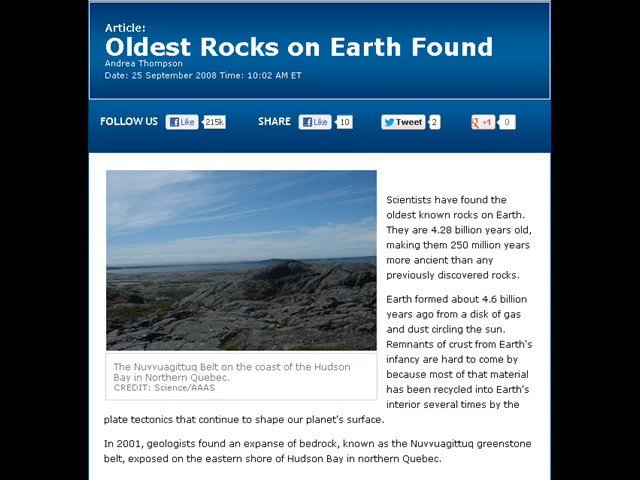 Article:
Oldest Rocks on Earth Found
Andrea Thompson
Date: 25 September 2008 Time: 10:02 AM ET
FOLLOW US Like 215k SHARE Like 10 Tweet 2 +1 0
Scientists have found the
oldest known rocks on Earth.
They are 4.28 billion years old,
making them 250 million years
more ancient than any
previously discovered rocks.
Earth formed about 4.6 billion
years ago from a disk of gas
and dust circling the sun.
Remnants of crust from Earth's
infancy are hard to come by
because most of that material
has been recycled into Earth's
interior several times by the
plate tectonics that continue to shape our planet's surface.
The Nuvvuagittuq Belt on the coast of the Hudson
Bay in Northern Quebec.
CREDIT: Science/AAAS
In 2001, geologists found an expanse of bedrock, known as the Nuvvuagittuq greenstone
belt, exposed on the eastern shore of Hudson Bay in northern Quebec.